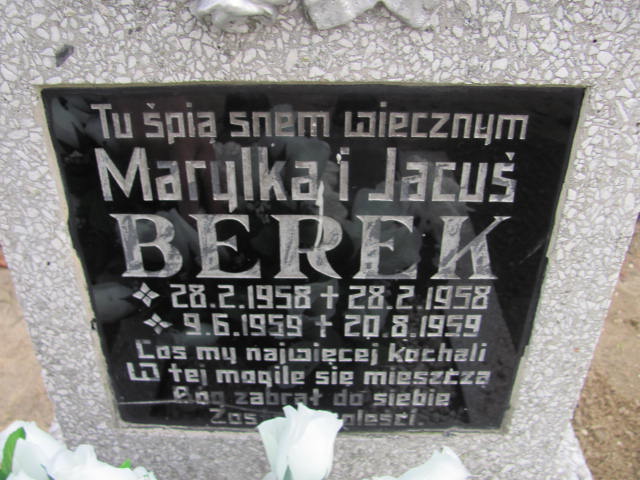 Tu śpią snem wiecznym
Marylka i Jacuś
BEREK
28.2.1958 + 28.2.1958
9.6.1959 + 20.8.1959
Cos my najwięcej kochali
W tej mogile się mieszczą
Bóg zabrał do siebie